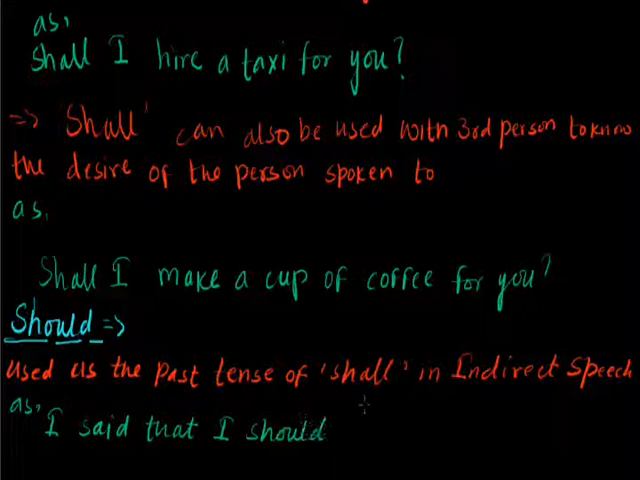 as,
Shall I hire a taxi for you?
=> Shall' can also be used with 3rd person to know
the desire of the person spoken to
as,
Shall I make a cup of coffee for you?
Should =>
used as the past tense of 'shall' in Indirect Speech
as,
I said that I should